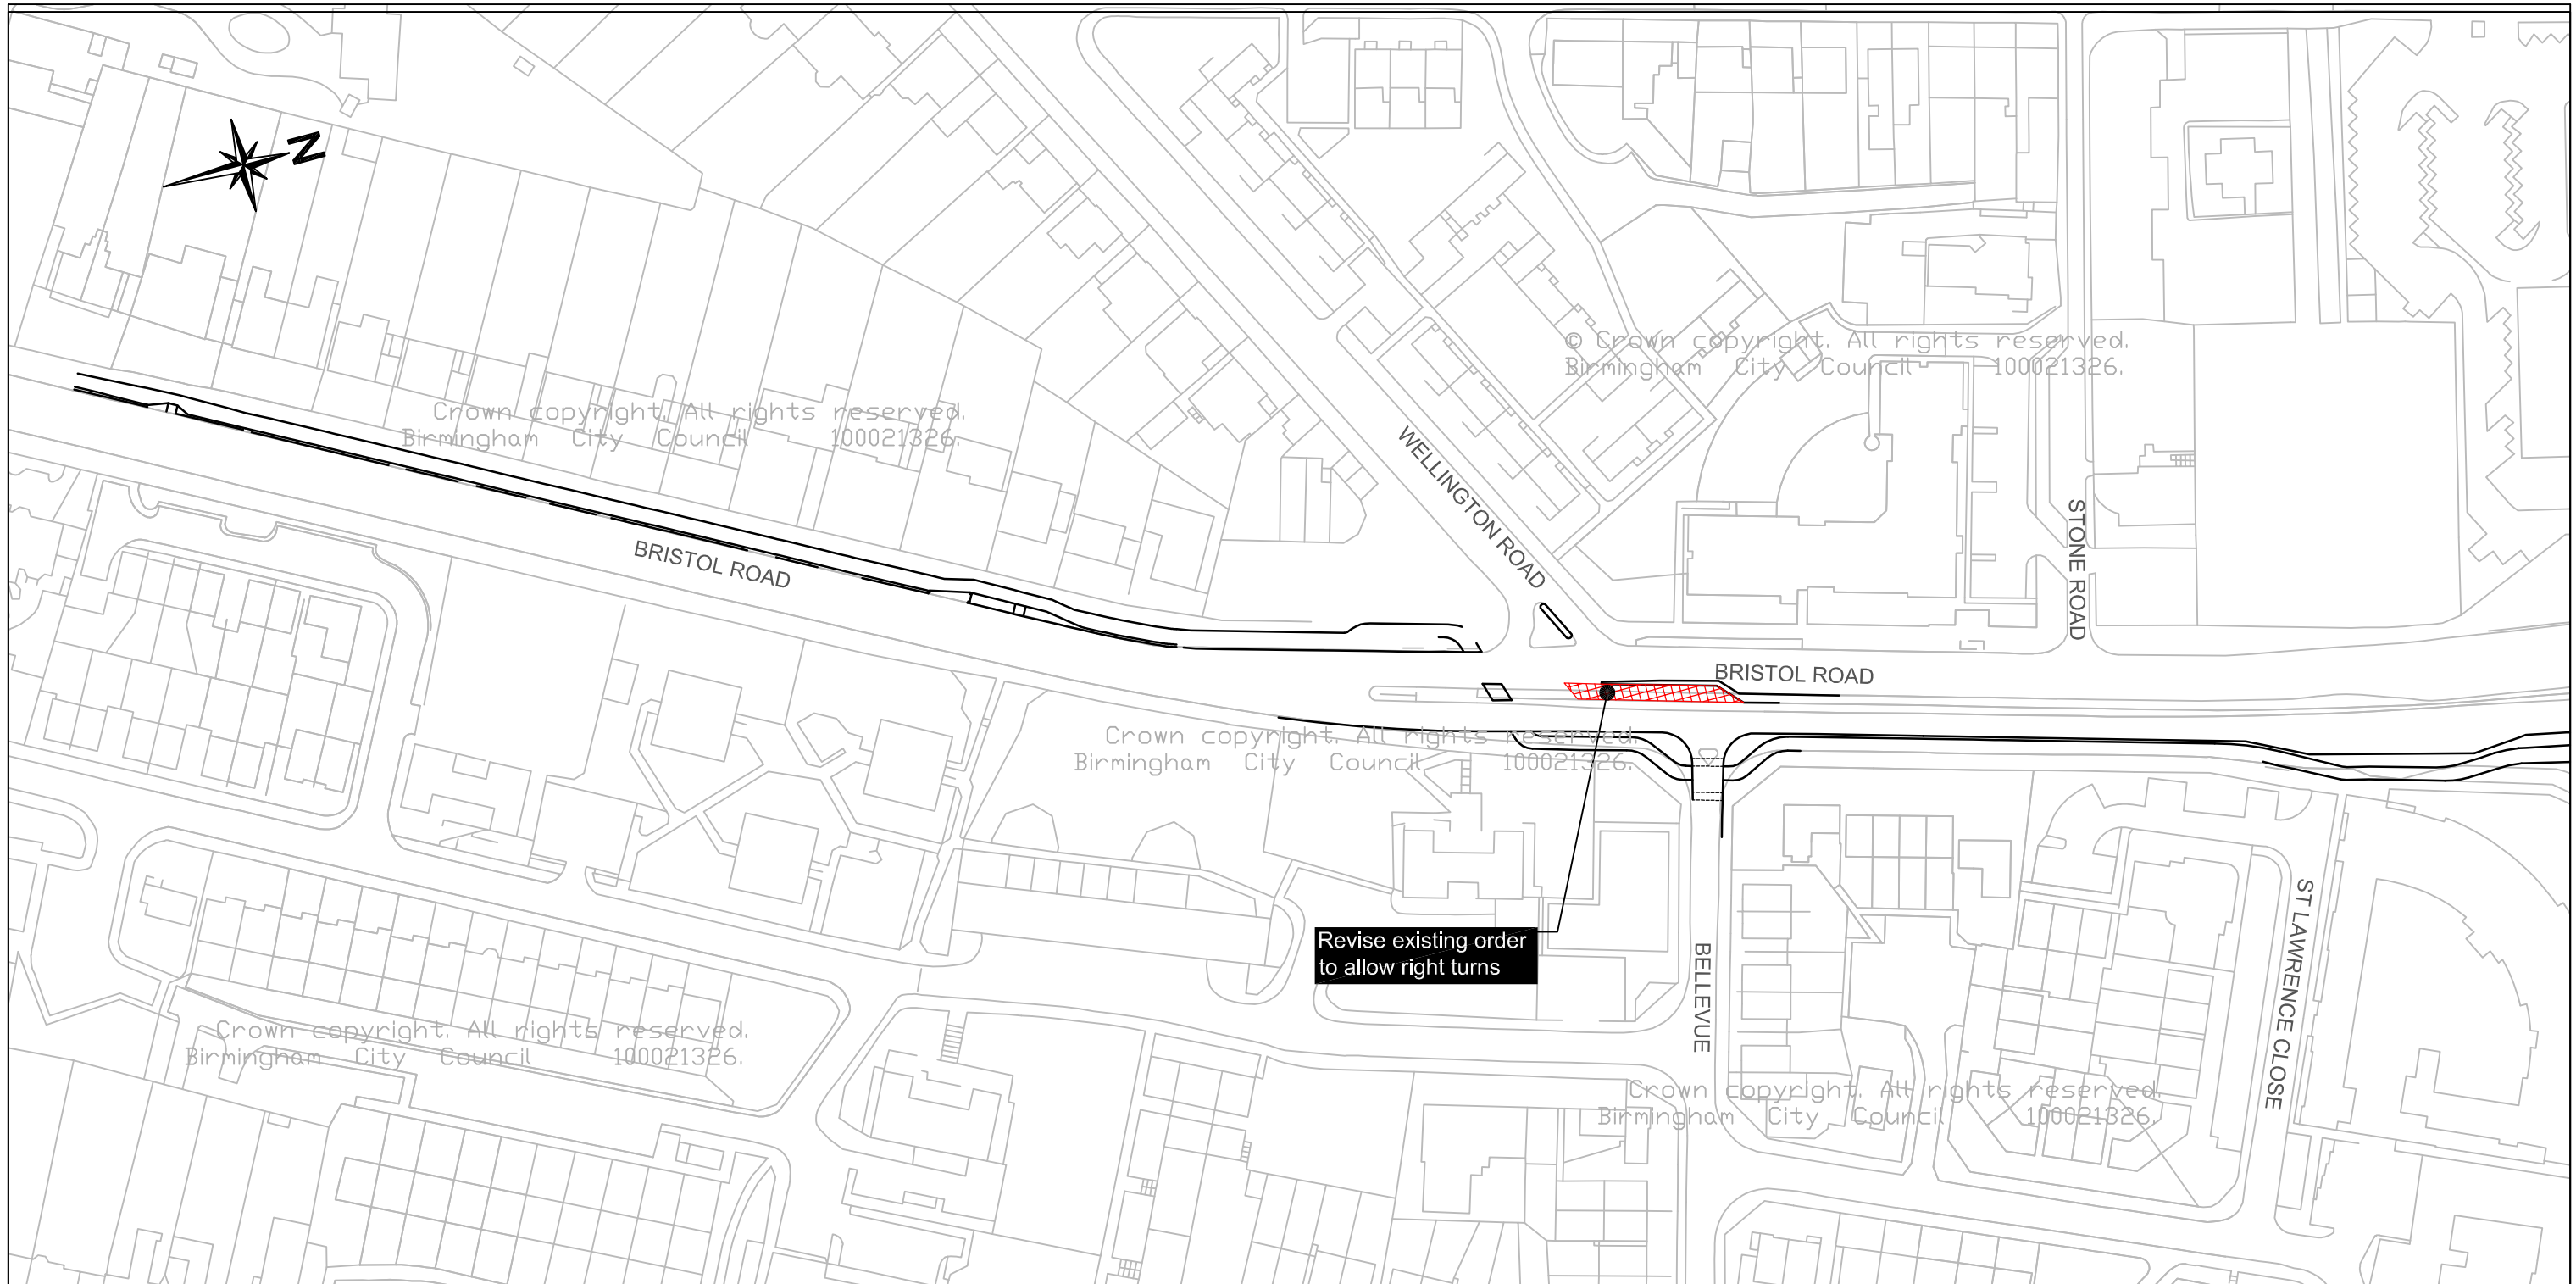 N
© Crown copyright. All rights reserved.
Birmingham City Council 100021326.
Crown copyright. All rights reserved.
Birmingham City Council 100021326.
WELLINGTON ROAD
STONE ROAD
BRISTOL ROAD
BRISTOL ROAD
Crown copyright. All rights reserved.
Birmingham City Council 100021326.
Revise existing order
to allow right turns
BELLEVUE
ST LAWRENCE CLOSE
Crown copyright. All rights reserved.
Birmingham City Council 100021326.
Crown copyright. All rights reserved.
Birmingham City Council 100021326.